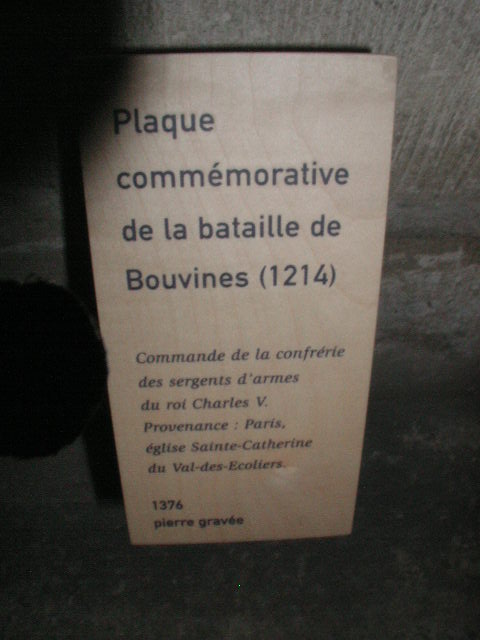 Plaque
commémorative
de la bataille de
Bouvines (1214)
Commande de la confrérie
des sergents d'armes
du roi Charles V.
Provenance : Paris,
église Sainte-Catherine
du Val-des-Ecoliers.
1376
pierre gravée